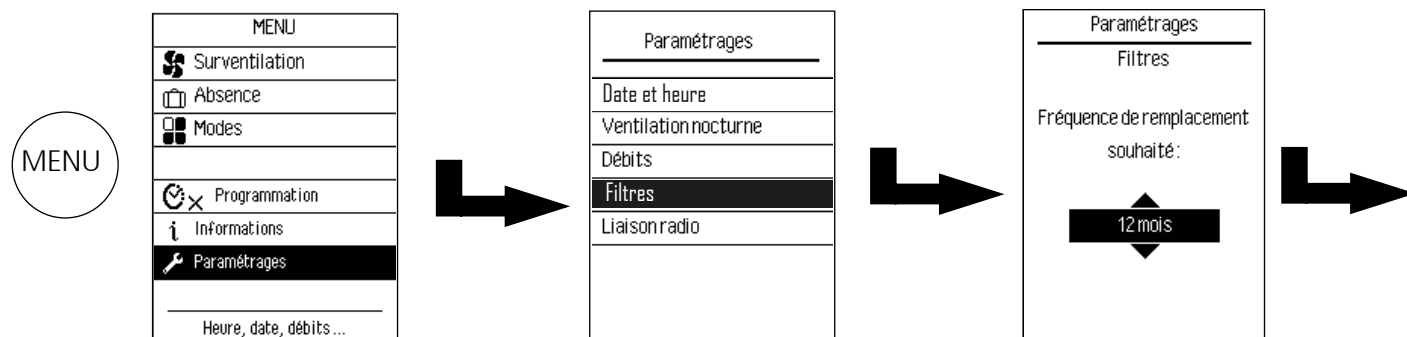 MENU
MENU
Surventilation
Absence
Modes
Programmation
Informations
Paramétrages
Heure, date, débits ...
Paramétrages
Date et heure
Ventilation nocturne
Débits
Filtres
Liaison radio
Paramétrages
Filtres
Fréquence de remplacement
souhaité :
12 mois